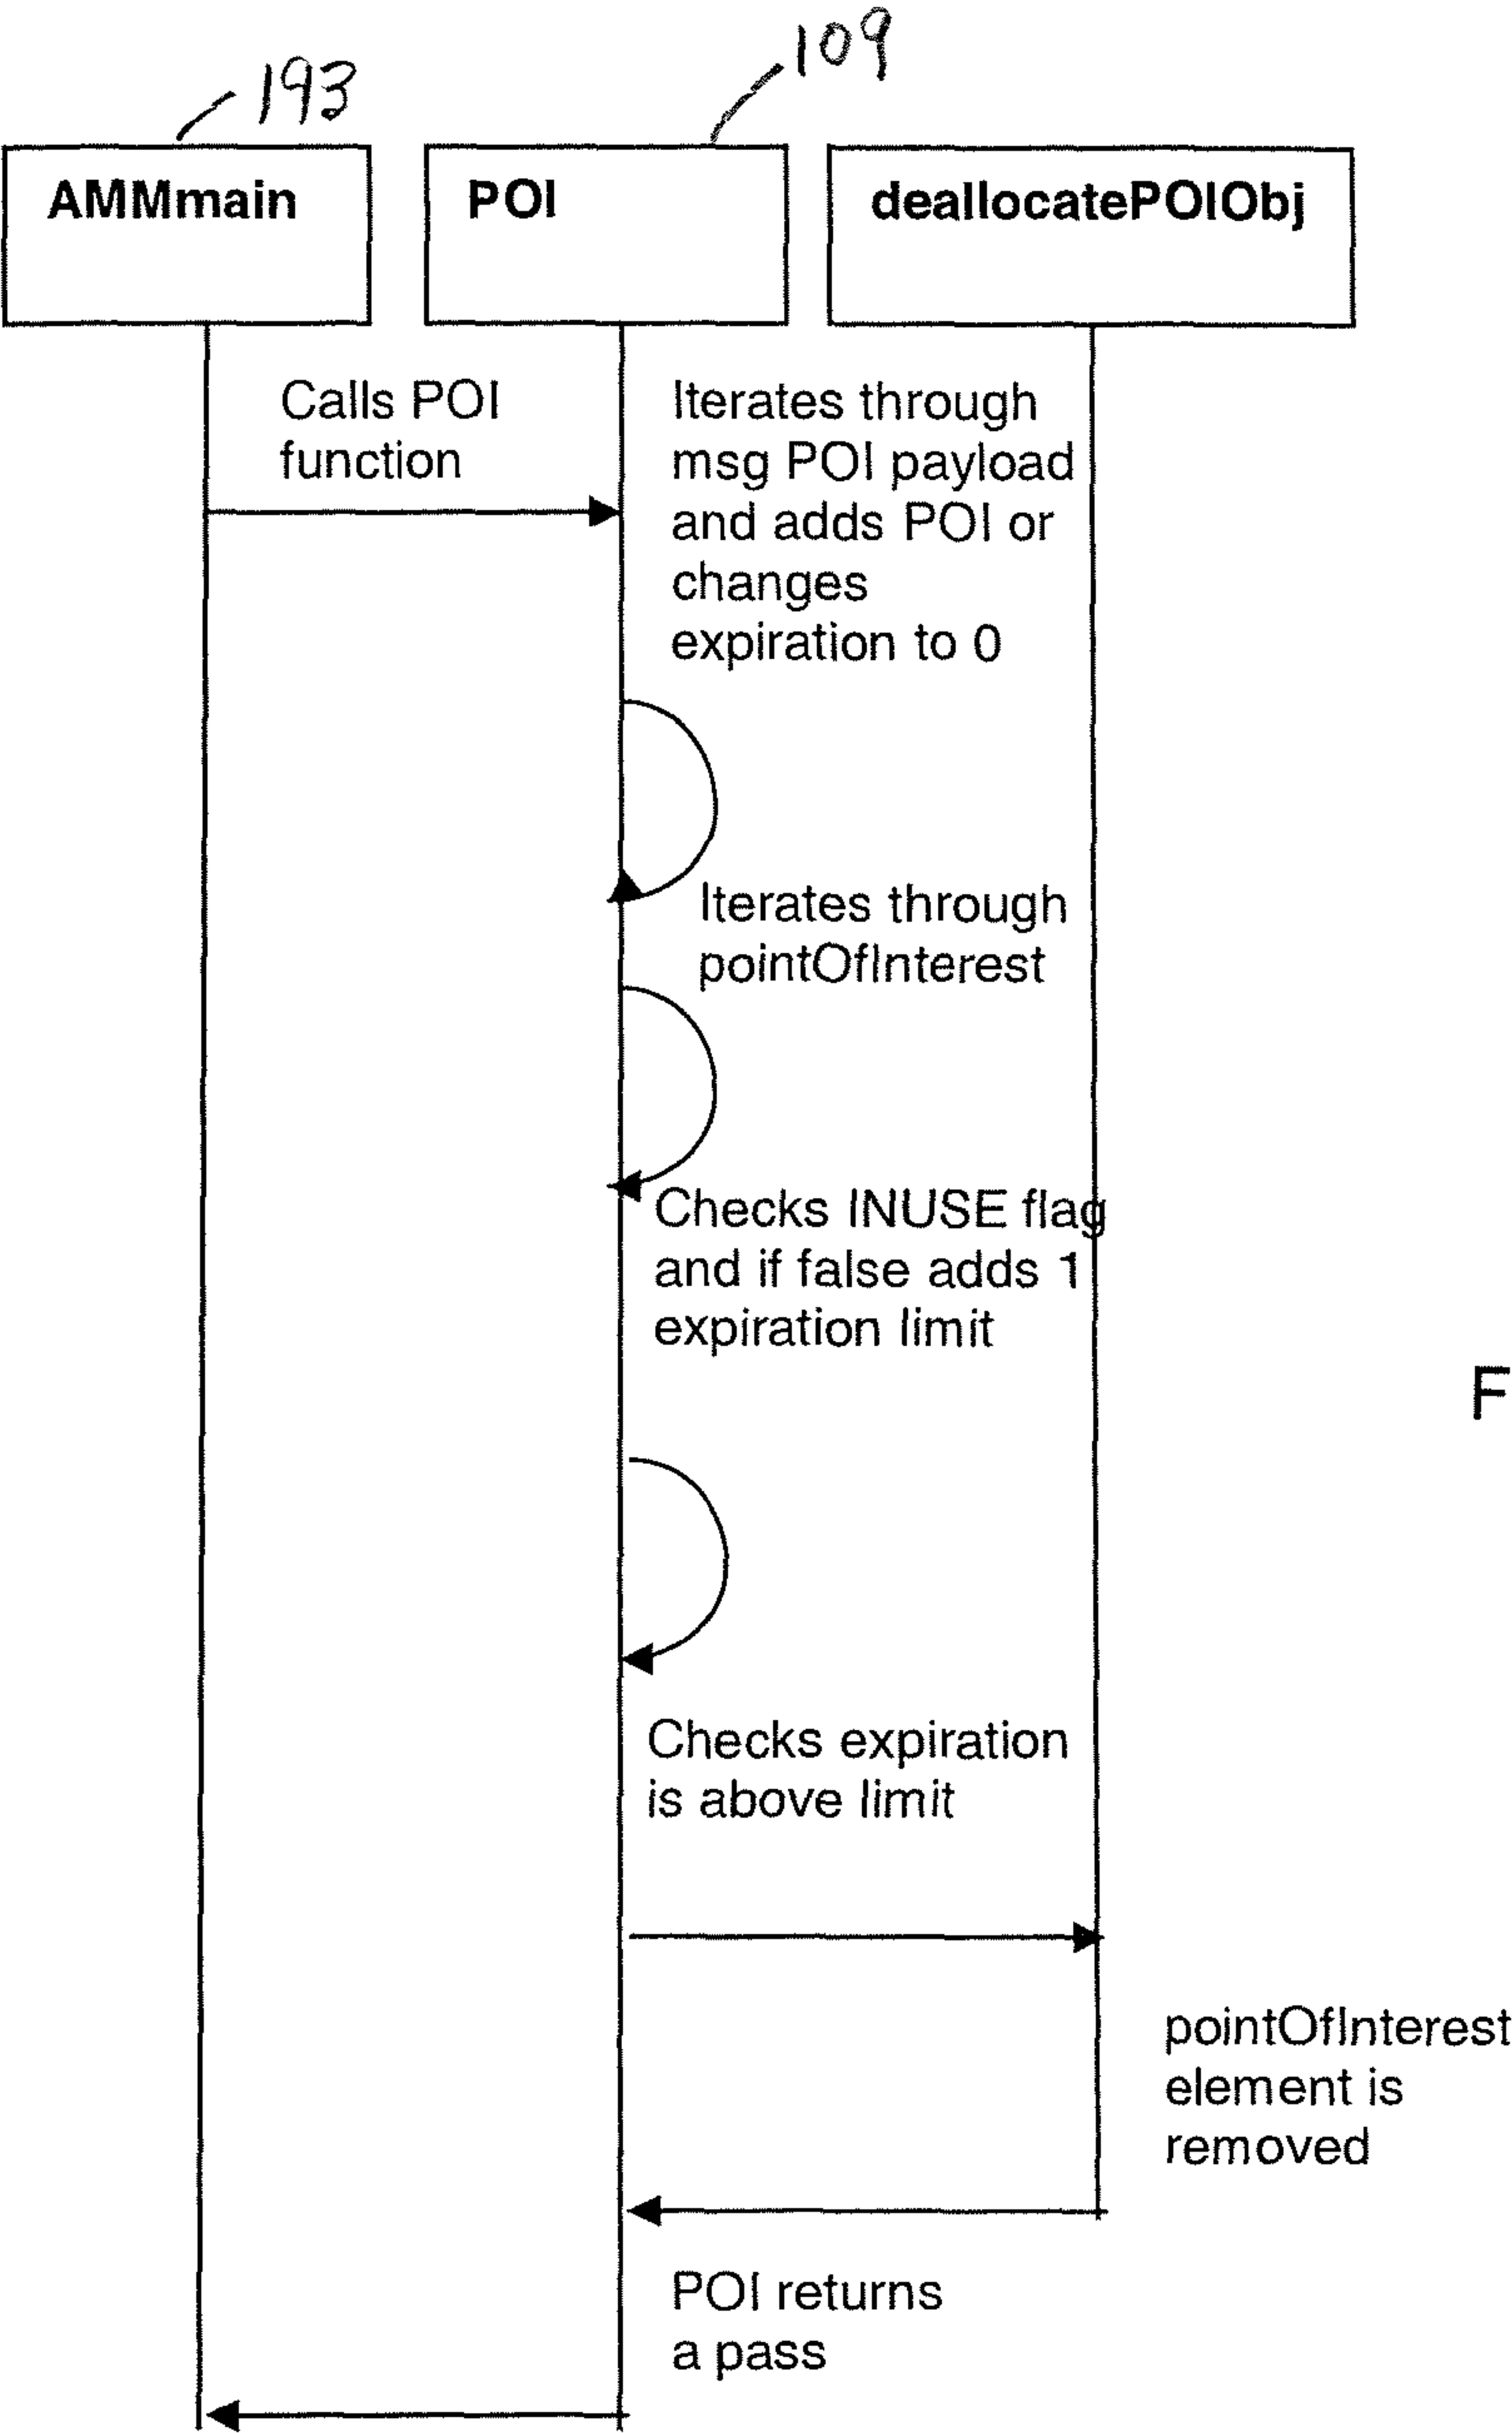 193
109
AMMmain
POI
deallocatePOIObj
Calls POI
function
Iterates through
msg POI payload
and adds POI or
changes
expiration to 0
Iterates through
pointOfInterest
Checks INUSE flag
and if false adds 1
expiration limit
F
Checks expiration
is above limit
pointOfInterest
element is
removed
POI returns
a pass